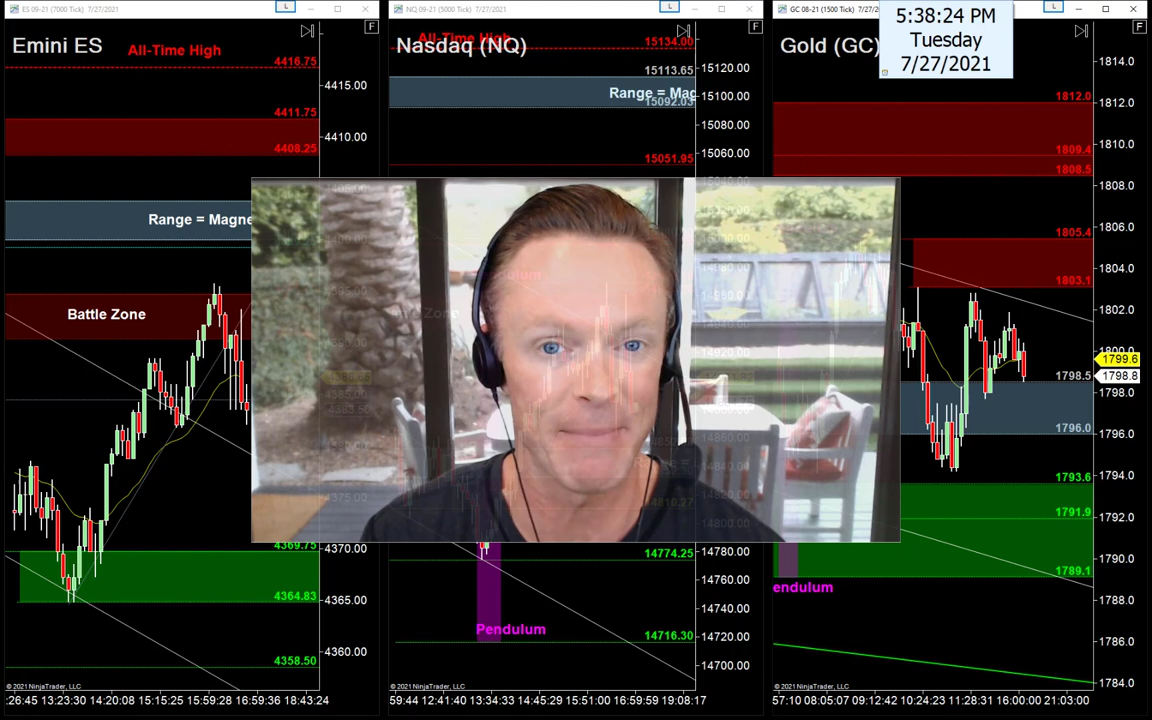 ES 09-21 (7000 Tick) 7/27/2021
L
F
Emini ES
All-Time High
4416.75
4415.00
4411.75
4410.00
4408.25
Range = Magne
Battle Zone
4370.00
4369.75
4365.00
4364.83
4360.00
4358.50
© 2021 NinjaTrader, LLC
:26:45 13:23:30 14:20:08 15:15:25 15:59:28 16:59:36 18:43:24
NQ 09-21 (5000 Tick) 7/27/2021
L
F
All-Time High
Nasdaq (NQ)
15134.00
15120.00
15113.65
Range = Mag
15100.00
15092.03
15080.00
15060.00
15051.95
14780.00
14774.25
14760.00
14740.00
Pendulum
14720.00
14716.30
14700.00
© 2021 NinjaTrader, LLC
59:44 12:41:40 13:34:33 14:45:29 15:51:00 16:59:59 19:08:17
GC 08-21 (1500 Tick) 7/27/20
L
F
5:38:24 PM
Tuesday
7/27/2021
Gold (GC)
1814.0
1812.0
1812.0
1810.0
1809.4
1808.5
1808.0
1806.0
1805.4
1804.0
1803.1
1802.0
1800.0
1799.6
1798.8
1798.5
1798.0
1796.0
1796.0
1794.0
1793.6
1792.0
1791.9
1790.0
1789.1
endulum
1788.0
1786.0
1784.0
© 2021 NinjaTrader, LLC
57:10 08:05:07 09:12:42 10:23:24 11:28:31 16:00:00 21:03:00